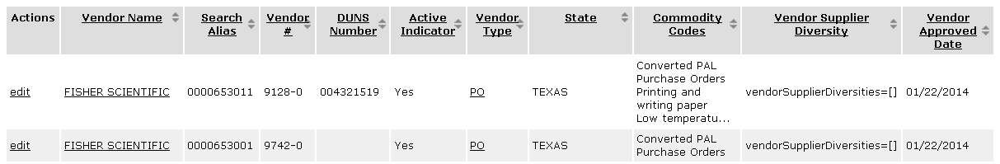 Actions Vendor Name Search Alias Vendor # DUNS Number Active Indicator Vendor Type State Commodity Codes Vendor Supplier Diversity Vendor Approved Date
edit FISHER SCIENTIFIC 0000653011 9128-0 004321519 Yes PO TEXAS Converted PAL Purchase Orders Printing and writing paper Low temperatu... vendorSupplierDiversities=[] 01/22/2014
edit FISHER SCIENTIFIC 0000653001 9742-0 Yes PO TEXAS Converted PAL Purchase Orders vendorSupplierDiversities=[] 01/22/2014